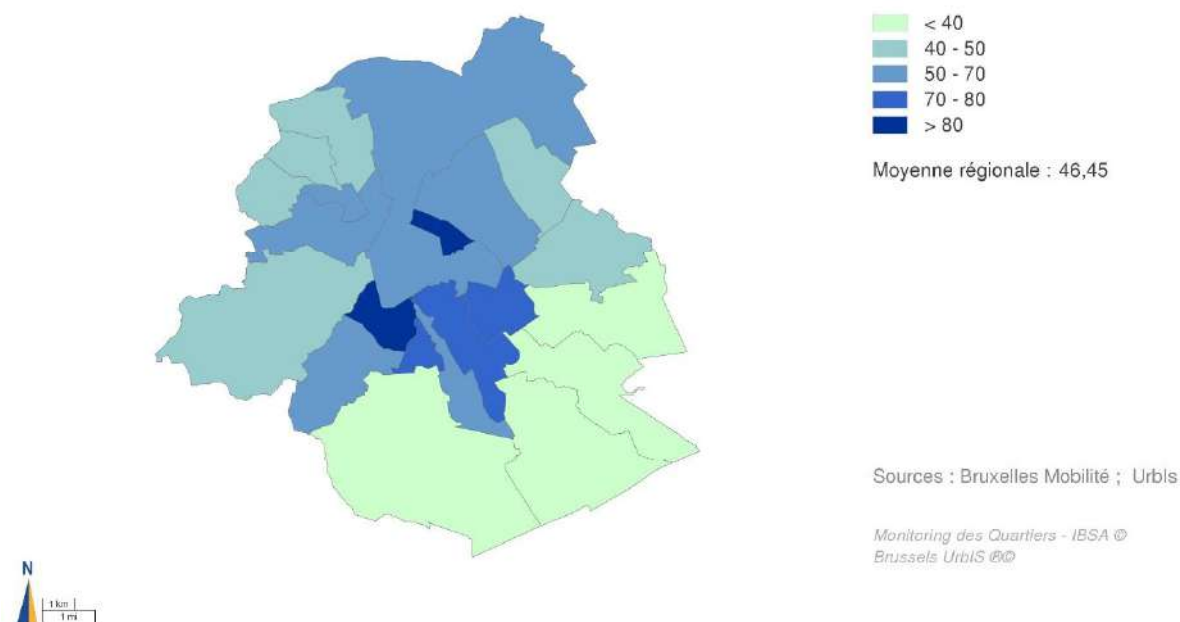 < 40
40 - 50
50 - 70
70 - 80
> 80
Moyenne régionale : 46,45
Sources : Bruxelles Mobilité ; UrbIs
Monitoring des Quartiers - IBSA ©
Brussels UrbIS ®©
N
1 km
1 mi